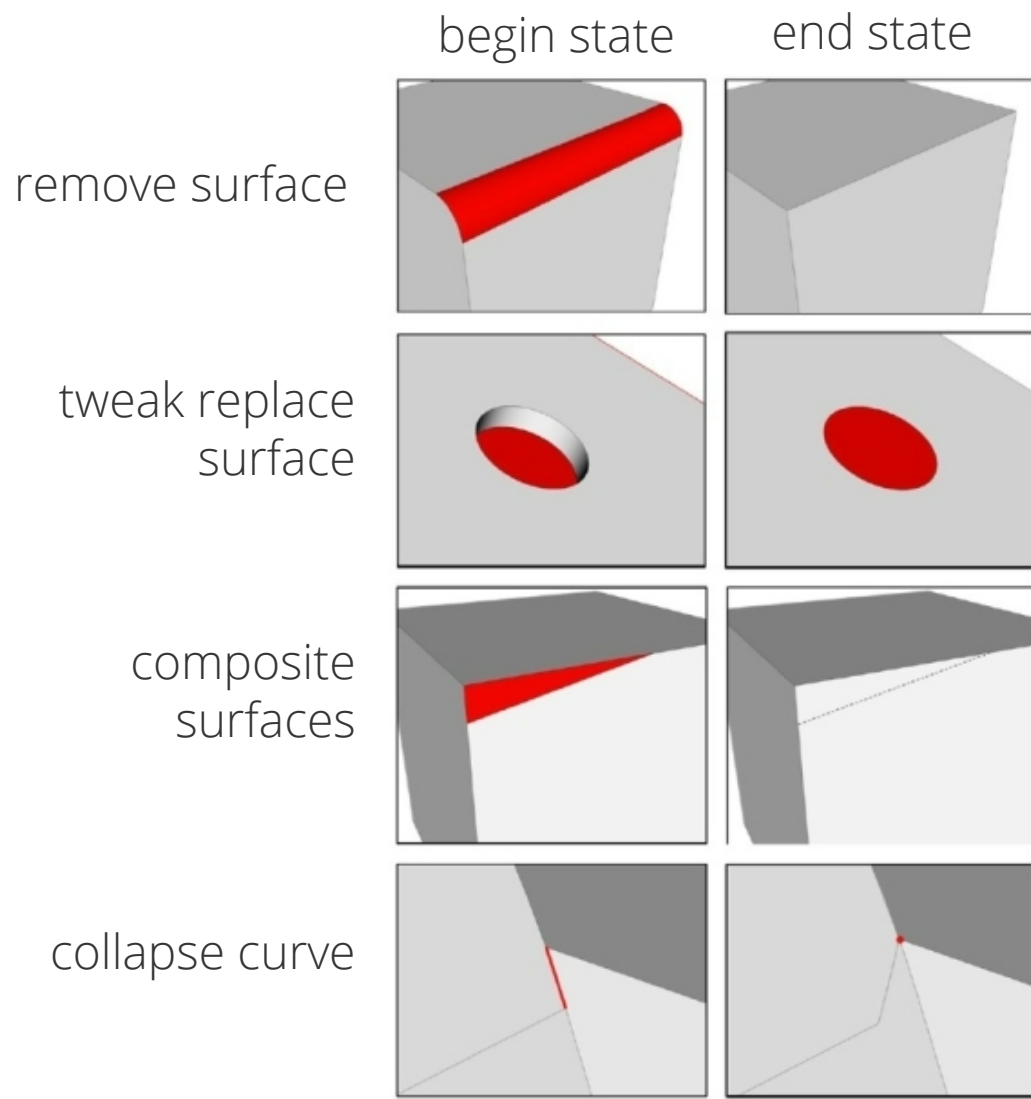 begin state
end state
remove surface
tweak replace
surface
composite
surfaces
collapse curve